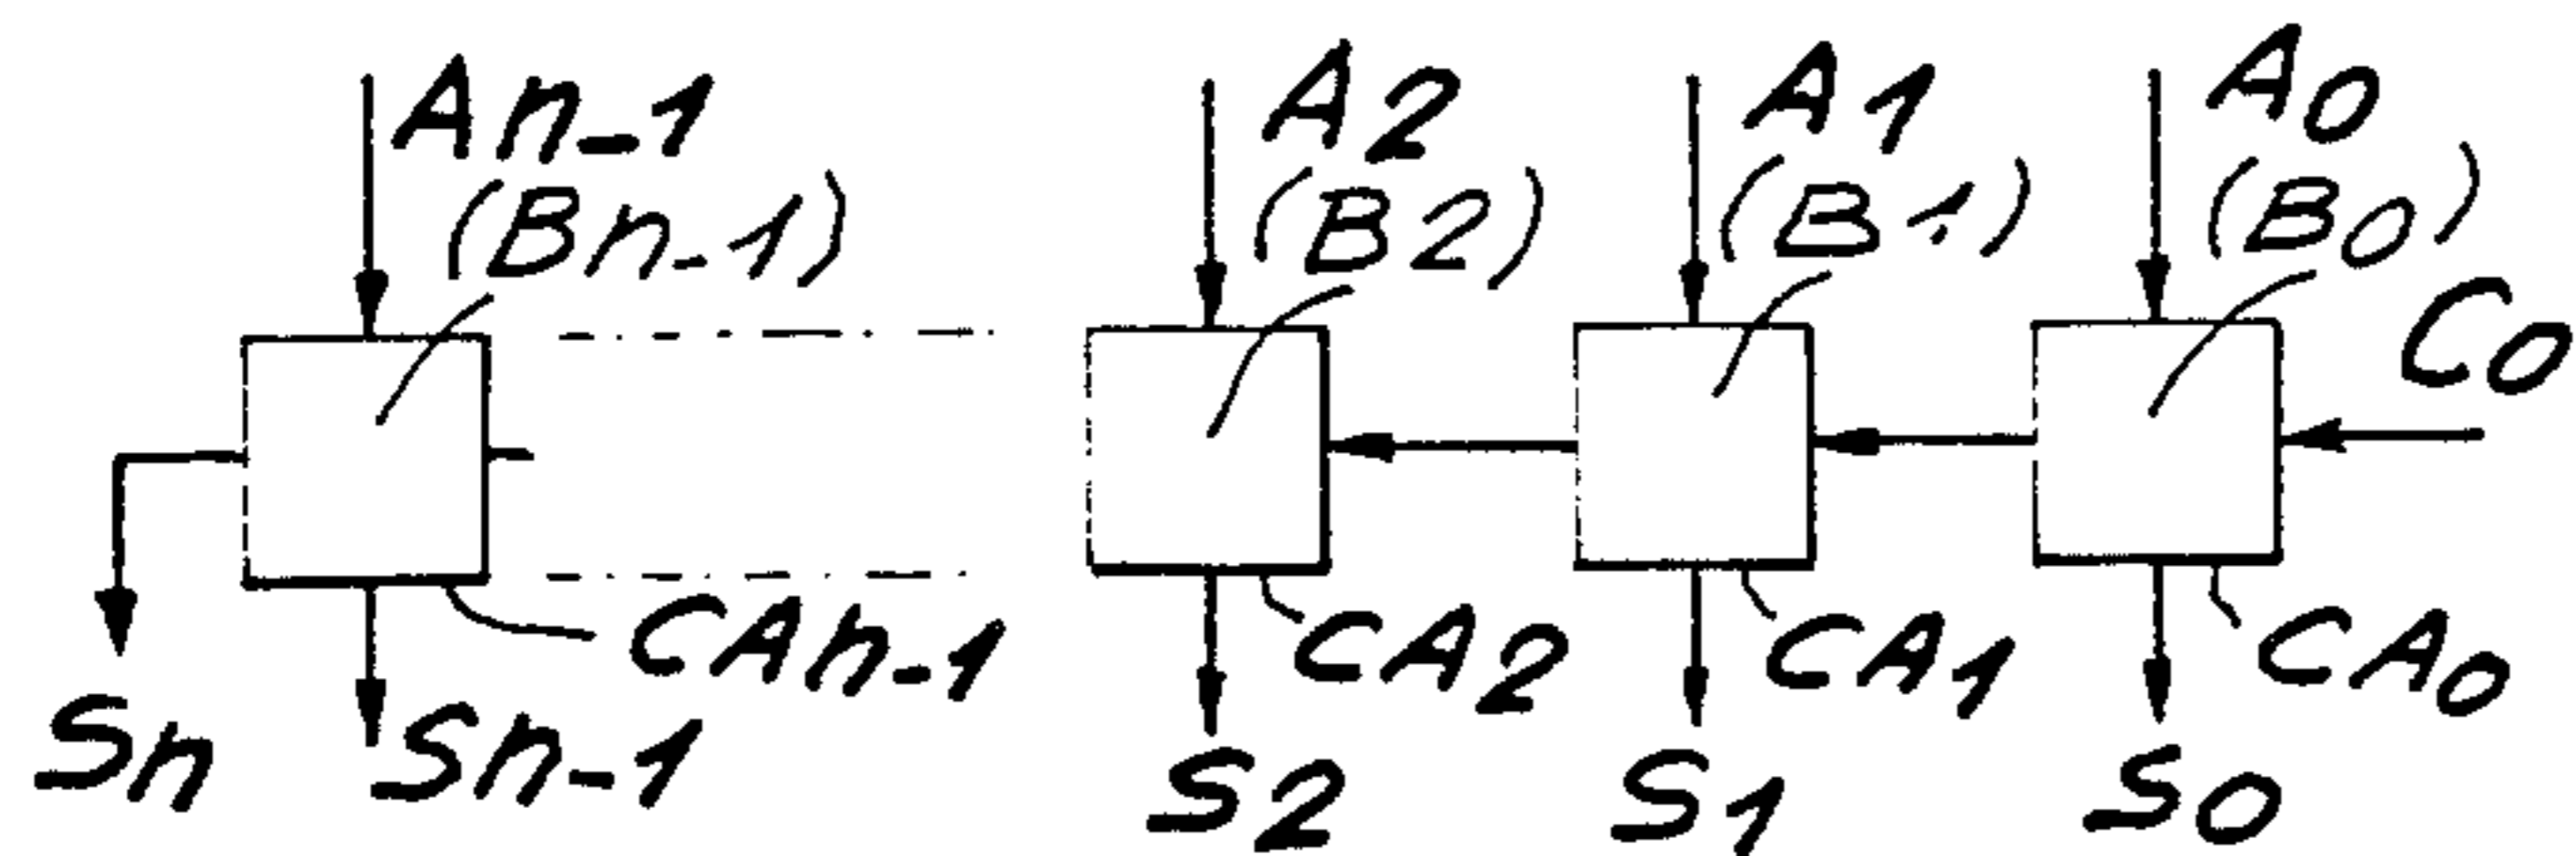 An-1 A2 A1 A0
(Bn-1) (B2) (B1) (B0)
C0
CAn-1 CA2 CA1 CA0
Sn Sn-1 S2 S1 S0